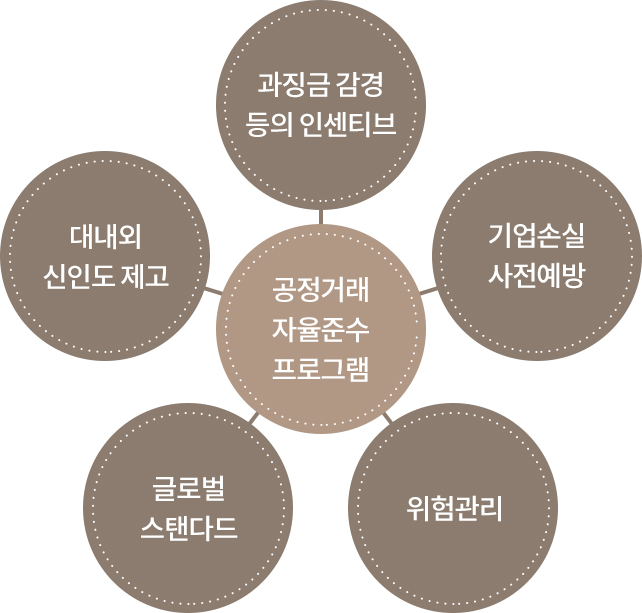 과징금 감경
등의 인센티브
대내외
신인도 제고
기업손실
사전예방
공정거래
자율준수
프로그램
글로벌
스탠다드
위험관리